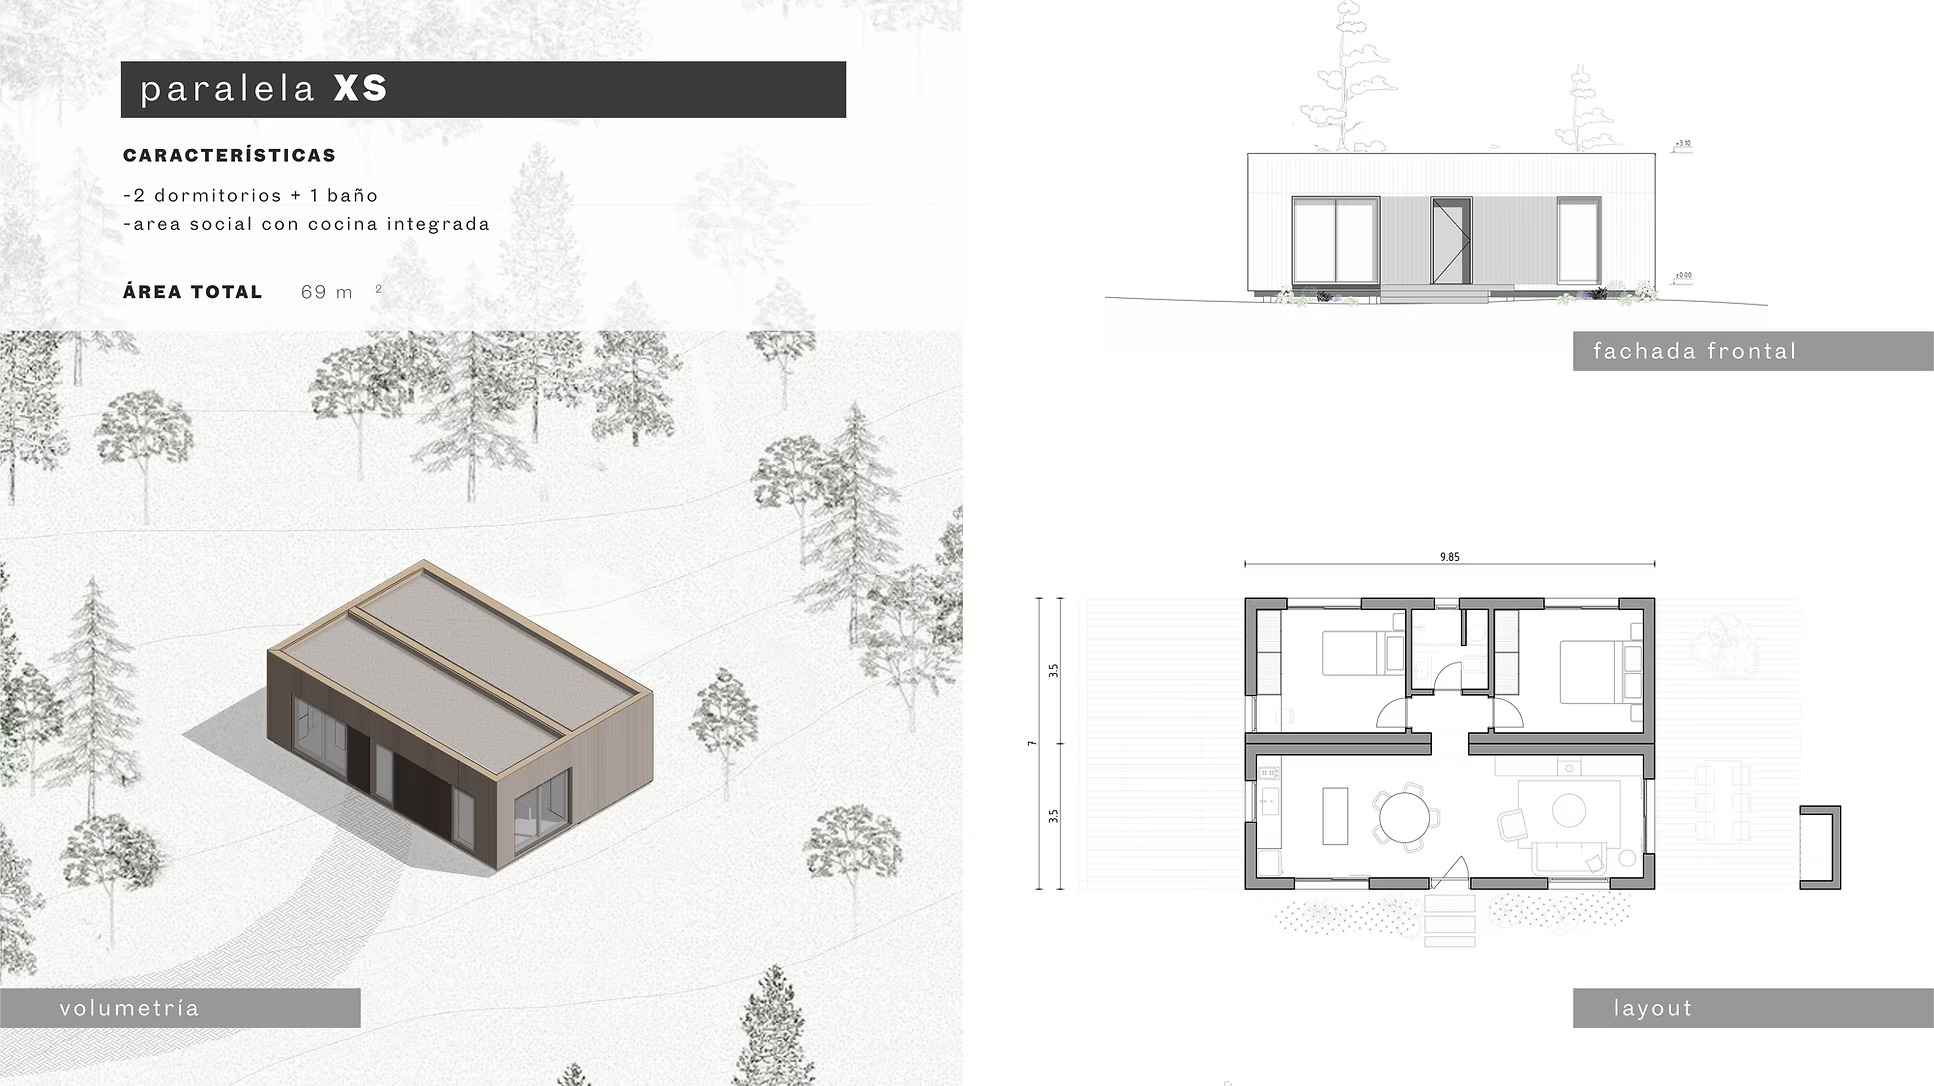 paralela XS
CARACTERÍSTICAS
-2 dormitorios + 1 baño
-area social con cocina integrada
ÁREA TOTAL 69 m 2
volumetría
+3.10
±0.00
fachada frontal
9.85
3.5
7
3.5
layout